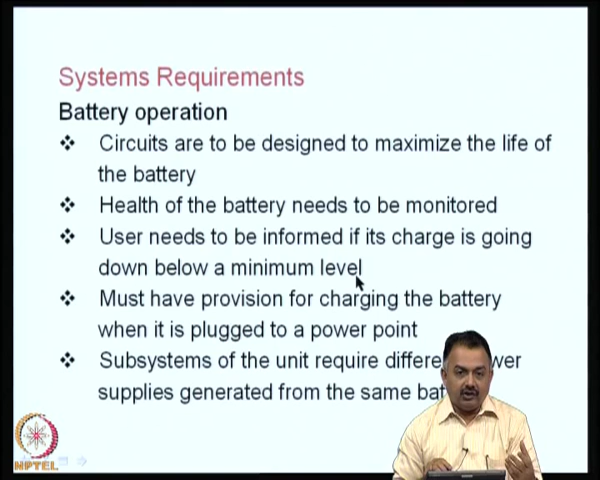 Systems Requirements
Battery operation
❖ Circuits are to be designed to maximize the life of
the battery
❖ Health of the battery needs to be monitored
❖ User needs to be informed if its charge is going
down below a minimum level
❖ Must have provision for charging the battery
when it is plugged to a power point
❖ Subsystems of the unit require
supplies generated from the same
NPTEL